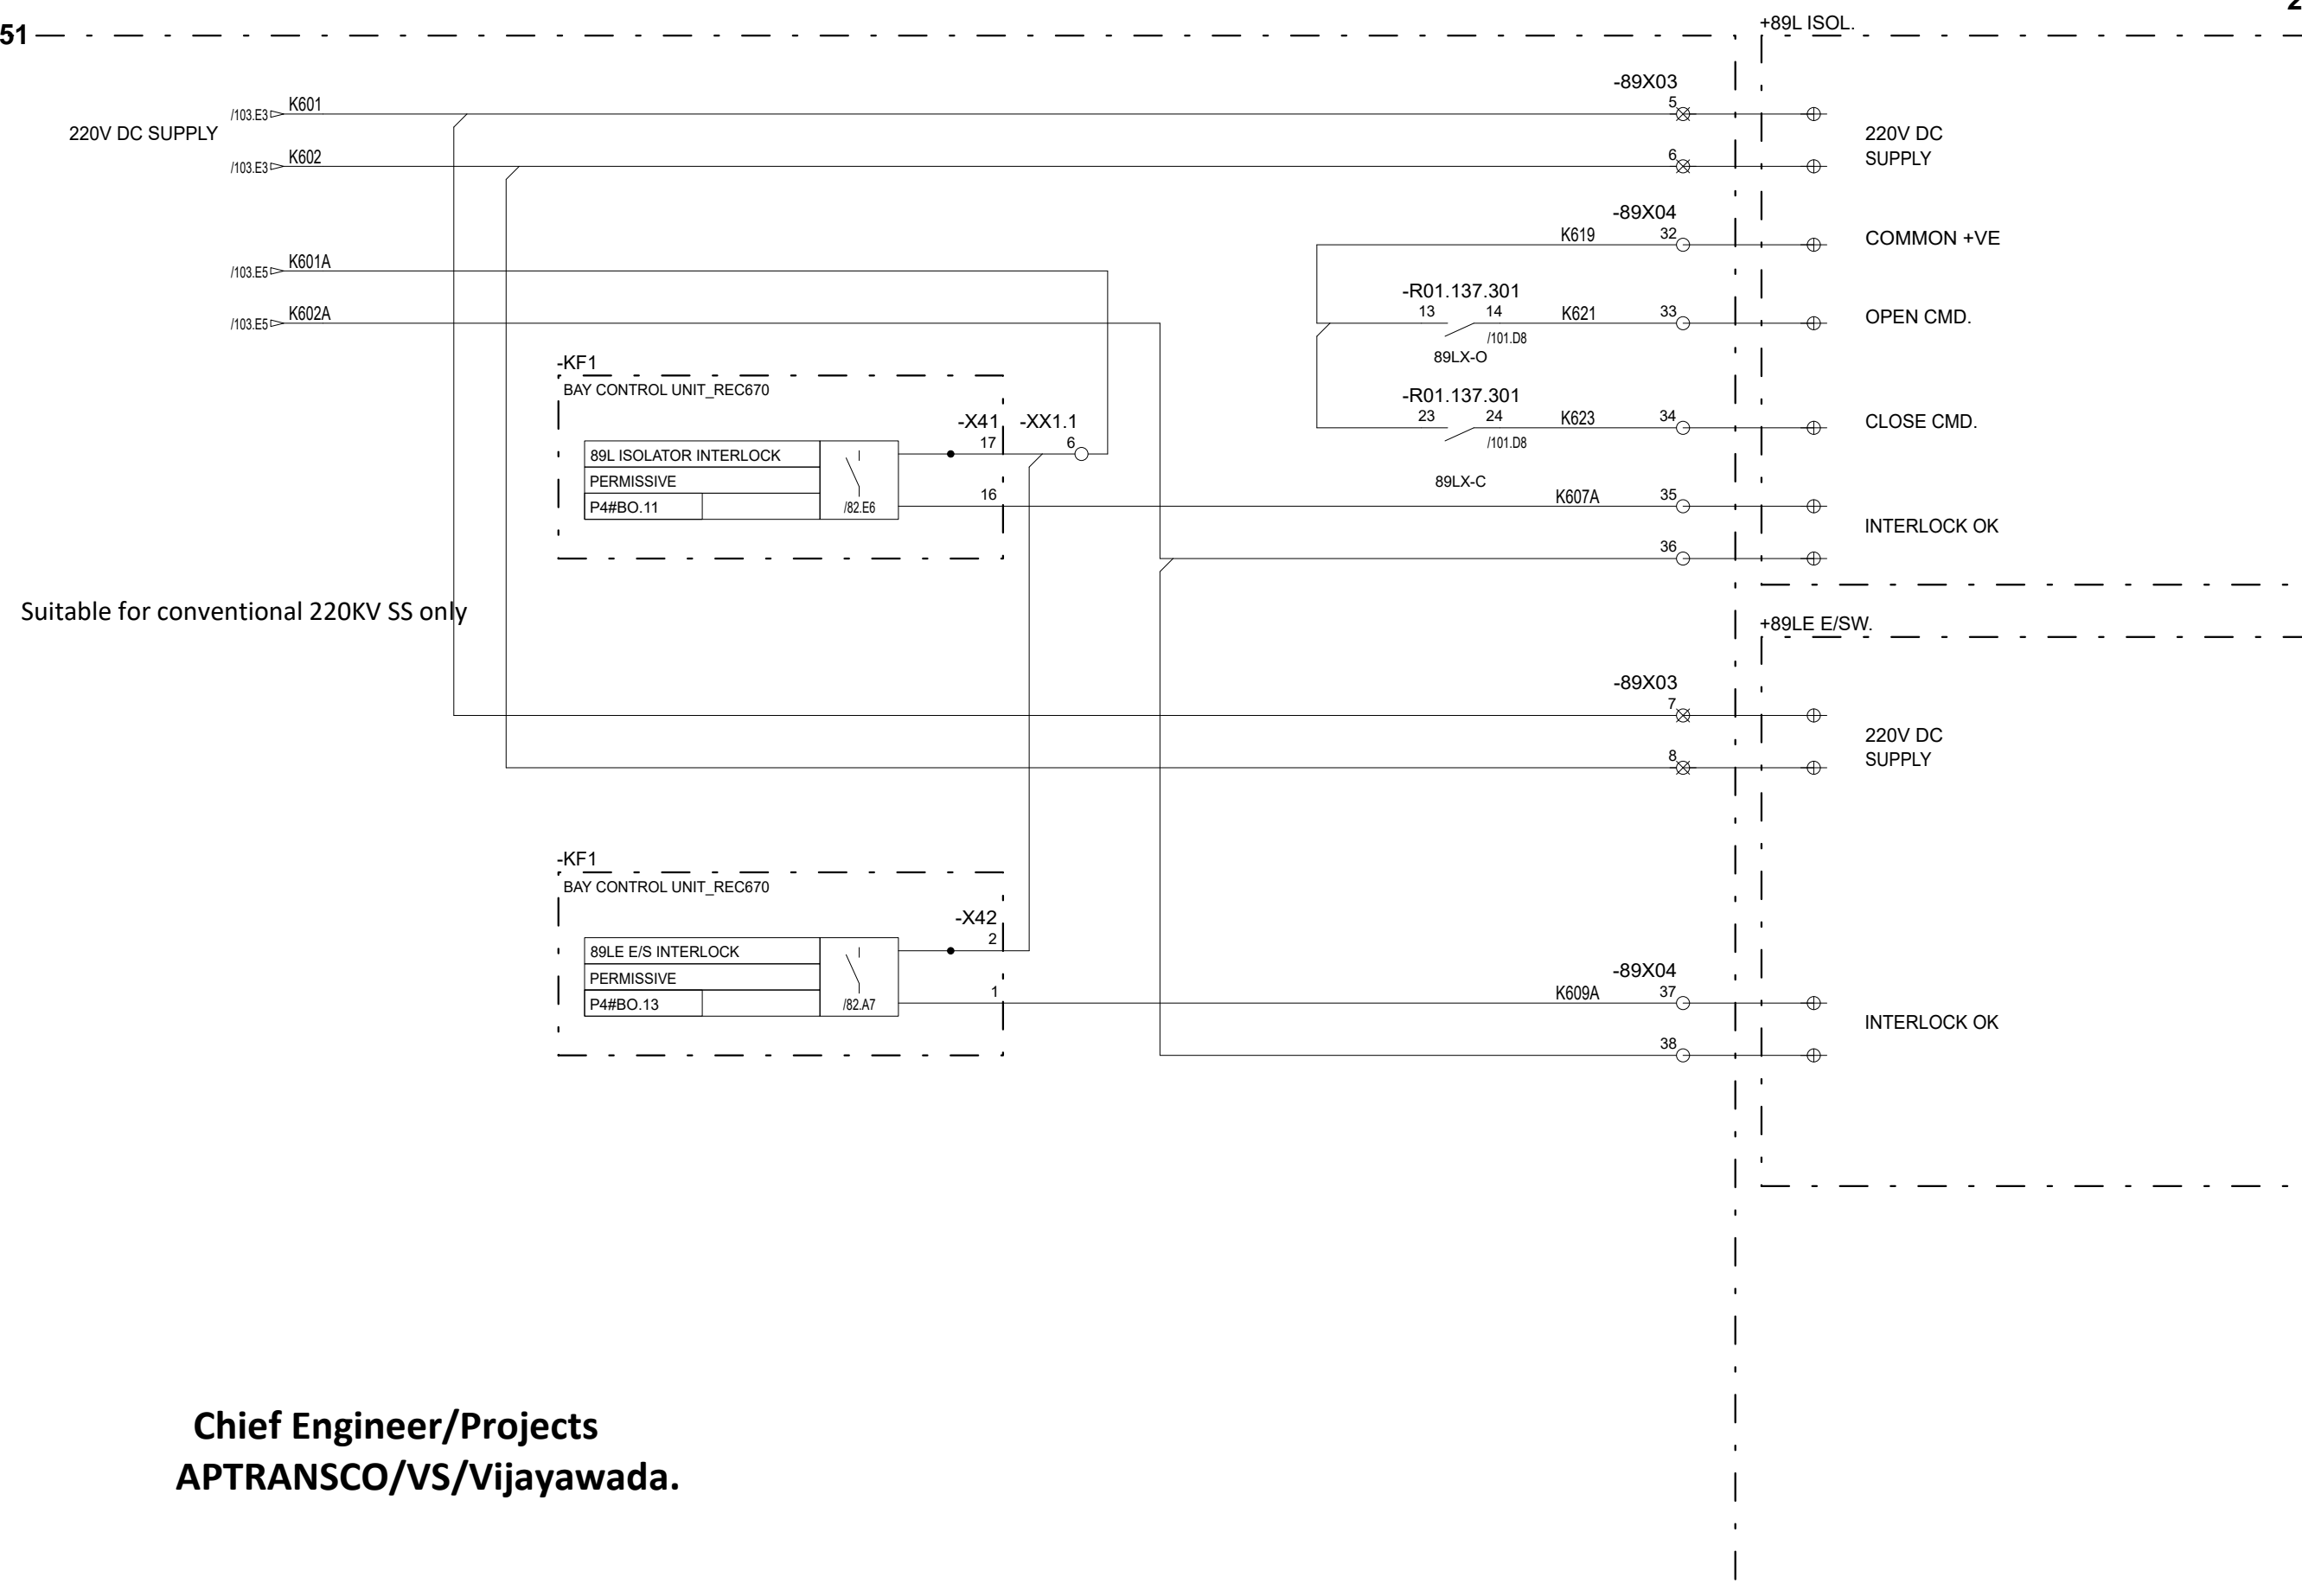 51
2
+89L ISOL.
-89X03
/103.E3 K601 5
220V DC SUPPLY
220V DC
SUPPLY
/103.E3 K602 6
-89X04
K619 32
COMMON +VE
/103.E5 K601A
-R01.137.301
13 14 K621 33
OPEN CMD.
/103.E5 K602A
/101.D8
89LX-O
-KF1
BAY CONTROL UNIT_REC670
-R01.137.301
23 24 K623 34
CLOSE CMD.
/101.D8
-X41 -XX1.1
17 6
89L ISOLATOR INTERLOCK
PERMISSIVE
P4#BO.11
/82.E6
89LX-C
16 K607A 35
INTERLOCK OK
36
Suitable for conventional 220KV SS only
+89LE E/SW.
-89X03
7
220V DC
SUPPLY
8
-KF1
BAY CONTROL UNIT_REC670
-X42
2
89LE E/S INTERLOCK
PERMISSIVE
P4#BO.13
/82.A7
-89X04
1 K609A 37
INTERLOCK OK
38
Chief Engineer/Projects
APTRANSCO/VS/Vijayawada.